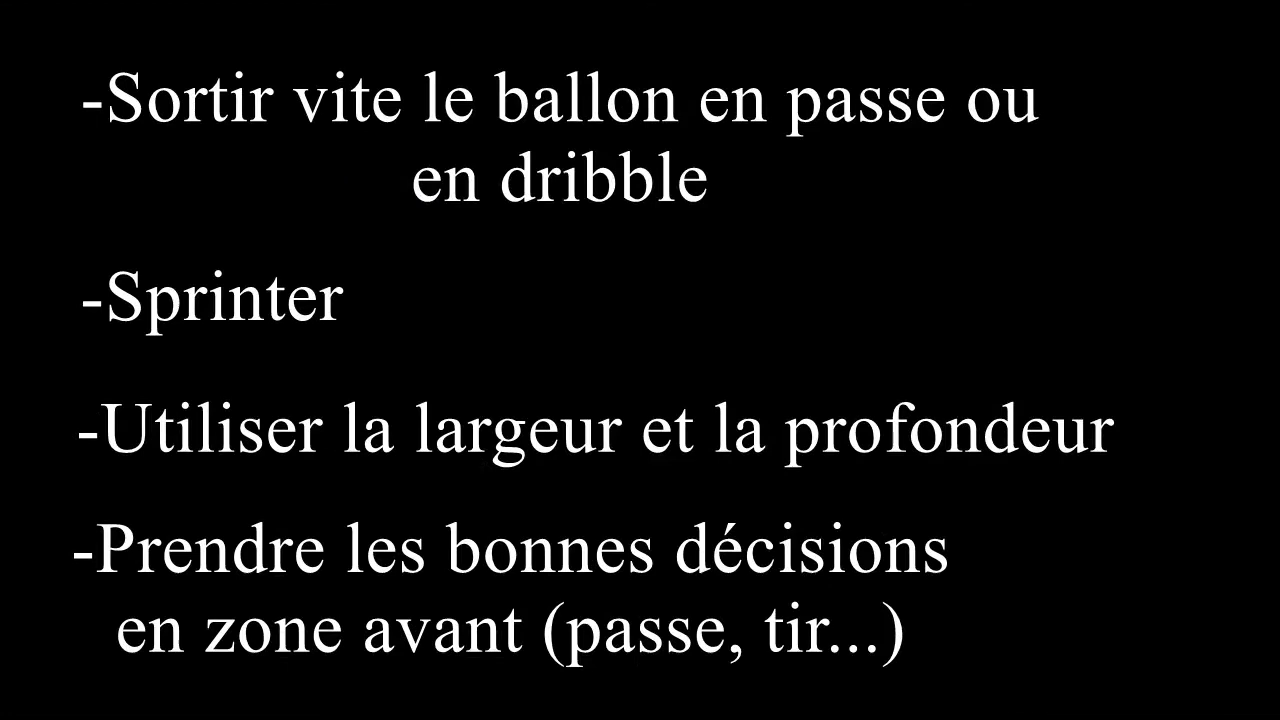 -Sortir vite le ballon en passe ou
en dribble
-Sprinter
-Utiliser la largeur et la profondeur
-Prendre les bonnes décisions
en zone avant (passe, tir...)